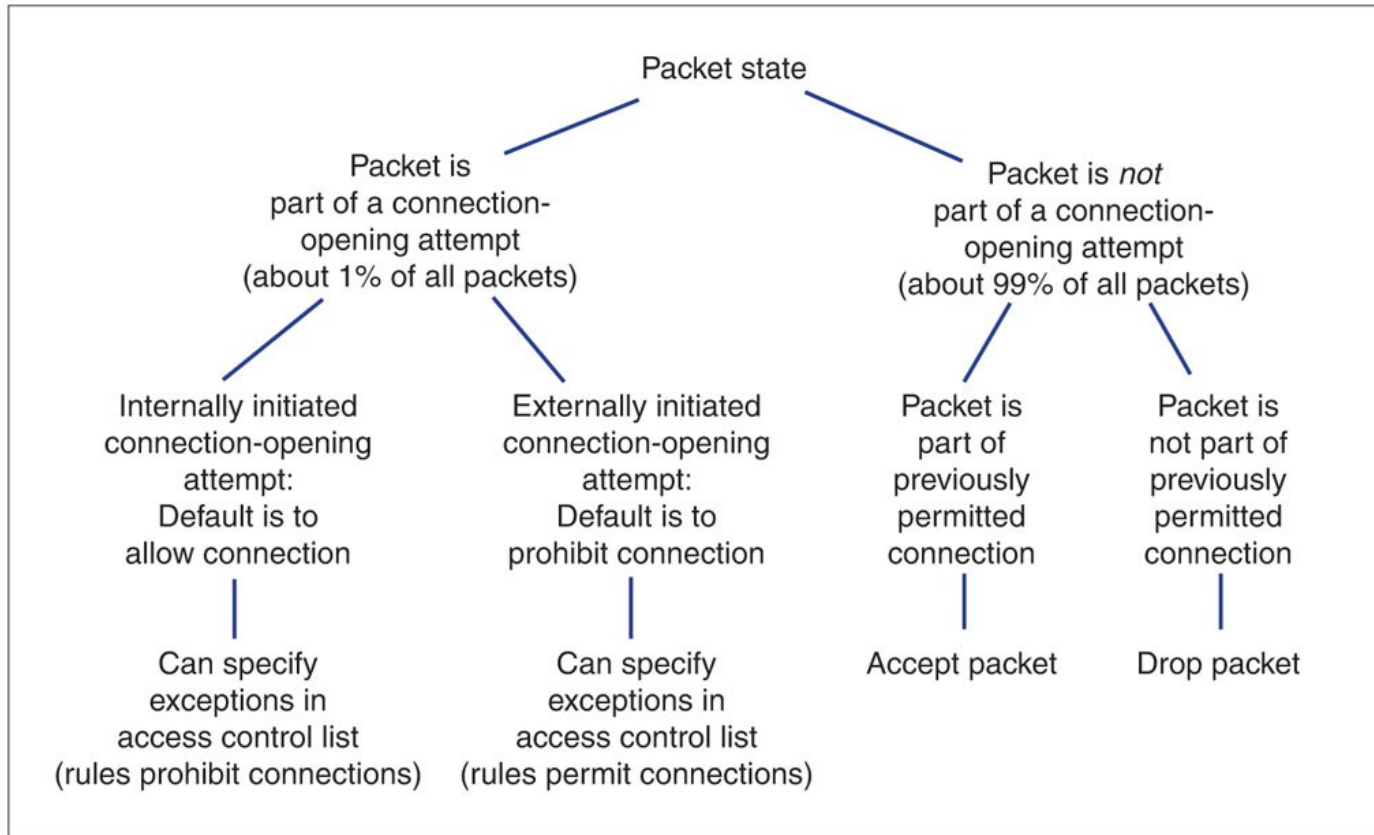 Packet state
Packet is
part of a connection-
opening attempt
(about 1% of all packets)
Packet is not
part of a connection-
opening attempt
(about 99% of all packets)
Internally initiated
connection-opening
attempt:
Default is to
allow connection
Externally initiated
connection-opening
attempt:
Default is to
prohibit connection
Packet is
part of
previously
permitted
connection
Packet is
not part of
previously
permitted
connection
Can specify
exceptions in
access control list
(rules prohibit connections)
Can specify
exceptions in
access control list
(rules permit connections)
Accept packet
Drop packet